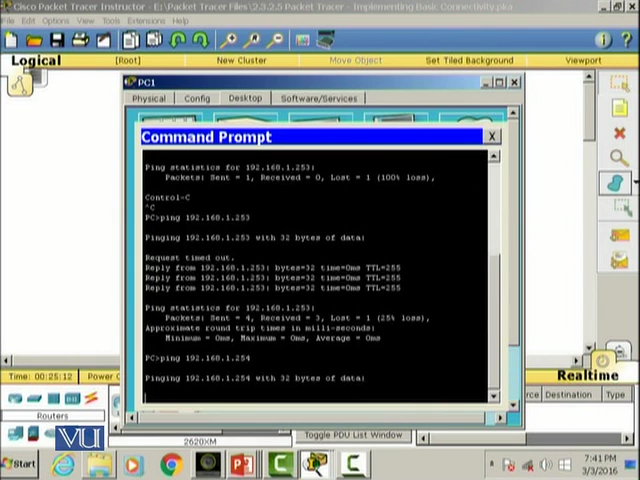 Cisco Packet Tracer Instructor - E:\Packet Tracer Files\2.3.2.5 Packet Tracer - Implementing Basic Connectivity.pka
File Edit Options View Tools Extensions Help
Logical [Root] New Cluster Move Object Set Tiled Background Viewport
PC1
Physical Config Desktop Software/Services
Command Prompt X
Ping statistics for 192.168.1.253:
Packets: Sent = 1, Received = 0, Lost = 1 (100% loss),
Control-C
^C
PC>ping 192.168.1.253
Pinging 192.168.1.253 with 32 bytes of data:
Request timed out.
Reply from 192.168.1.253: bytes=32 time=0ms TTL=255
Reply from 192.168.1.253: bytes=32 time=0ms TTL=255
Reply from 192.168.1.253: bytes=32 time=0ms TTL=255
Ping statistics for 192.168.1.253:
Packets: Sent = 4, Received = 3, Lost = 1 (25% loss),
Approximate round trip times in milli-seconds:
Minimum = 0ms, Maximum = 0ms, Average = 0ms
PC>ping 192.168.1.254
Pinging 192.168.1.254 with 32 bytes of data:
Time: 00:25:12 Power C
Realtime
Destination Type
Routers
VU
2620XM
Toggle PDU List Window
Start
7:41 PM
3/3/2016